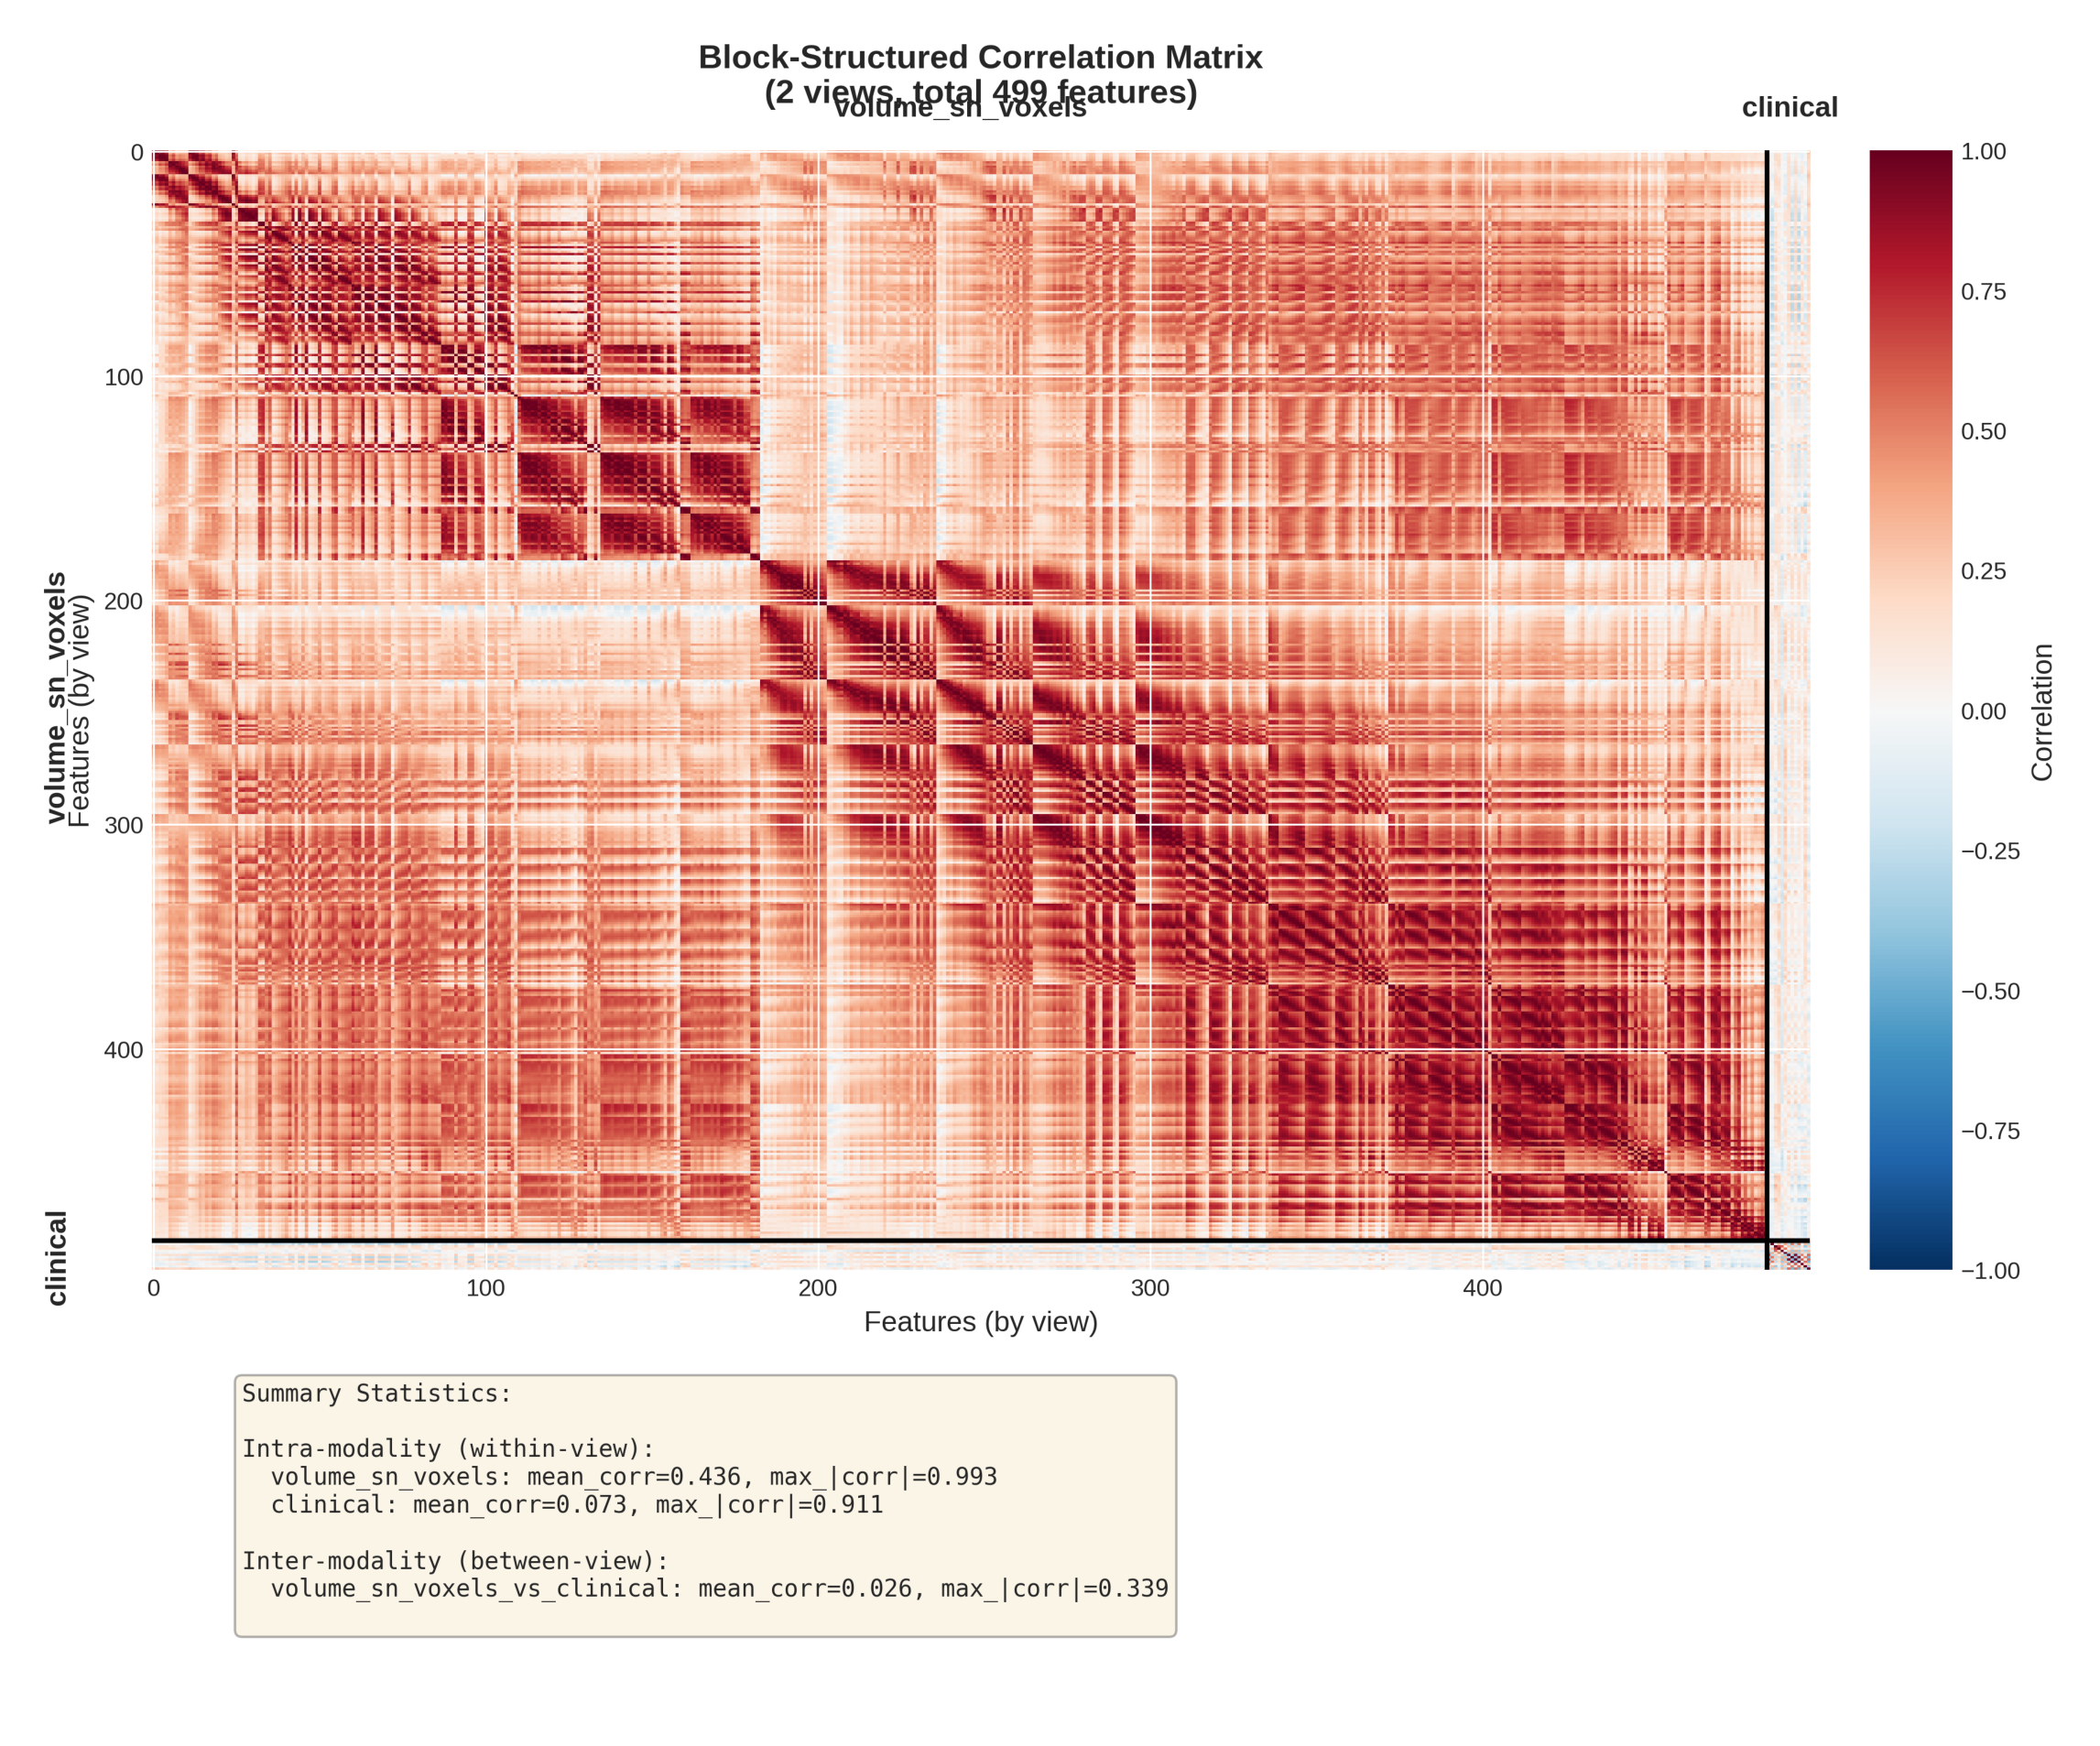 Block-Structured Correlation Matrix
(2 views, total 499 features)
volume_sn_voxels
clinical
0
100
200
300
400
volume_sn_voxels
Features (by view)
clinical
0
100
200
300
400
Features (by view)
1.00
0.75
0.50
0.25
0.00
−0.25
−0.50
−0.75
−1.00
Correlation
Summary Statistics:
Intra-modality (within-view):
volume_sn_voxels: mean_corr=0.436, max_|corr|=0.993
clinical: mean_corr=0.073, max_|corr|=0.911
Inter-modality (between-view):
volume_sn_voxels_vs_clinical: mean_corr=0.026, max_|corr|=0.339